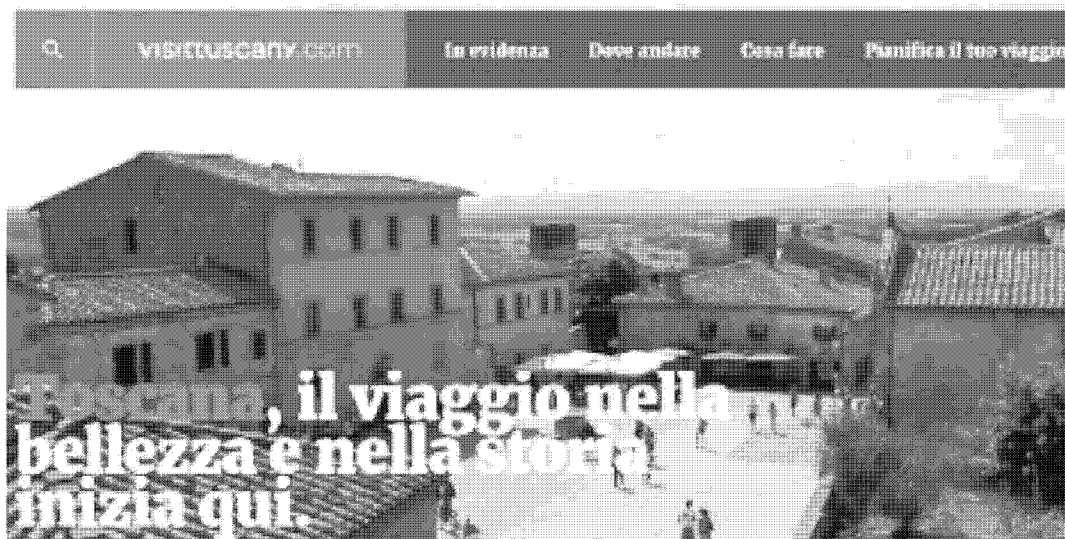 visittuscany.com
In evidenza
Dove andare
Cosa fare
Pianifica il tuo viaggio
Toscana, il viaggio nella
bellezza e nella storia
inizia qui.